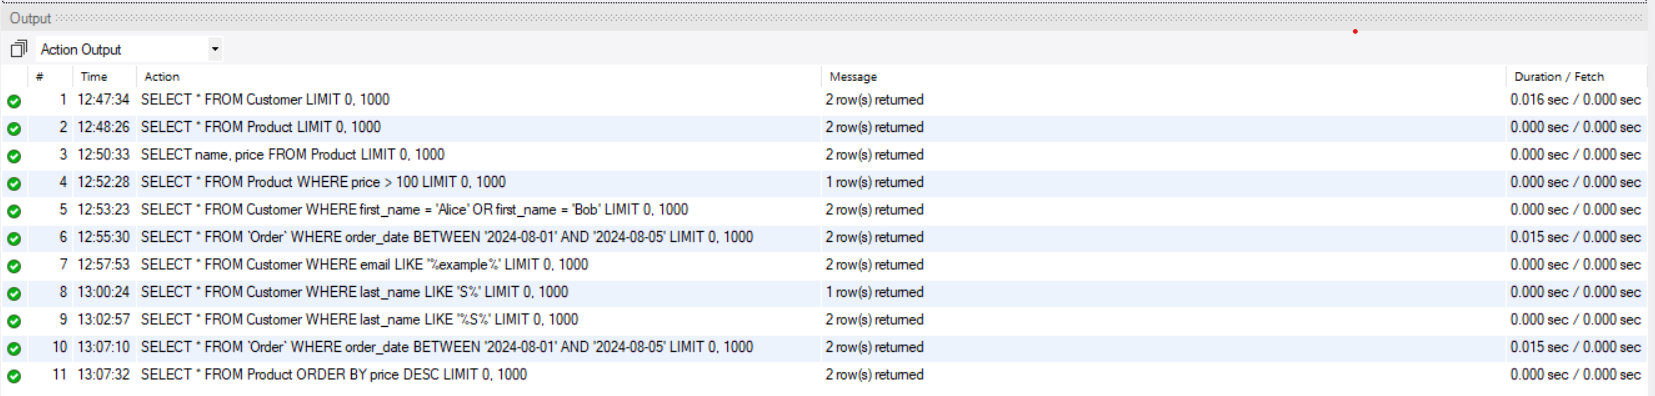 Output
Action Output
# Time Action Message Duration / Fetch
1 12:47:34 SELECT * FROM Customer LIMIT 0, 1000 2 row(s) returned 0.016 sec / 0.000 sec
2 12:48:26 SELECT * FROM Product LIMIT 0, 1000 2 row(s) returned 0.000 sec / 0.000 sec
3 12:50:33 SELECT name, price FROM Product LIMIT 0, 1000 2 row(s) returned 0.000 sec / 0.000 sec
4 12:52:28 SELECT * FROM Product WHERE price > 100 LIMIT 0, 1000 1 row(s) returned 0.000 sec / 0.000 sec
5 12:53:23 SELECT * FROM Customer WHERE first_name = 'Alice' OR first_name = 'Bob' LIMIT 0, 1000 2 row(s) returned 0.000 sec / 0.000 sec
6 12:55:30 SELECT * FROM `Order` WHERE order_date BETWEEN '2024-08-01' AND '2024-08-05' LIMIT 0, 1000 2 row(s) returned 0.015 sec / 0.000 sec
7 12:57:53 SELECT * FROM Customer WHERE email LIKE '%example%' LIMIT 0, 1000 2 row(s) returned 0.000 sec / 0.000 sec
8 13:00:24 SELECT * FROM Customer WHERE last_name LIKE 'S%' LIMIT 0, 1000 1 row(s) returned 0.000 sec / 0.000 sec
9 13:02:57 SELECT * FROM Customer WHERE last_name LIKE '%S%' LIMIT 0, 1000 2 row(s) returned 0.000 sec / 0.000 sec
10 13:07:10 SELECT * FROM `Order` WHERE order_date BETWEEN '2024-08-01' AND '2024-08-05' LIMIT 0, 1000 2 row(s) returned 0.015 sec / 0.000 sec
11 13:07:32 SELECT * FROM Product ORDER BY price DESC LIMIT 0, 1000 2 row(s) returned 0.000 sec / 0.000 sec